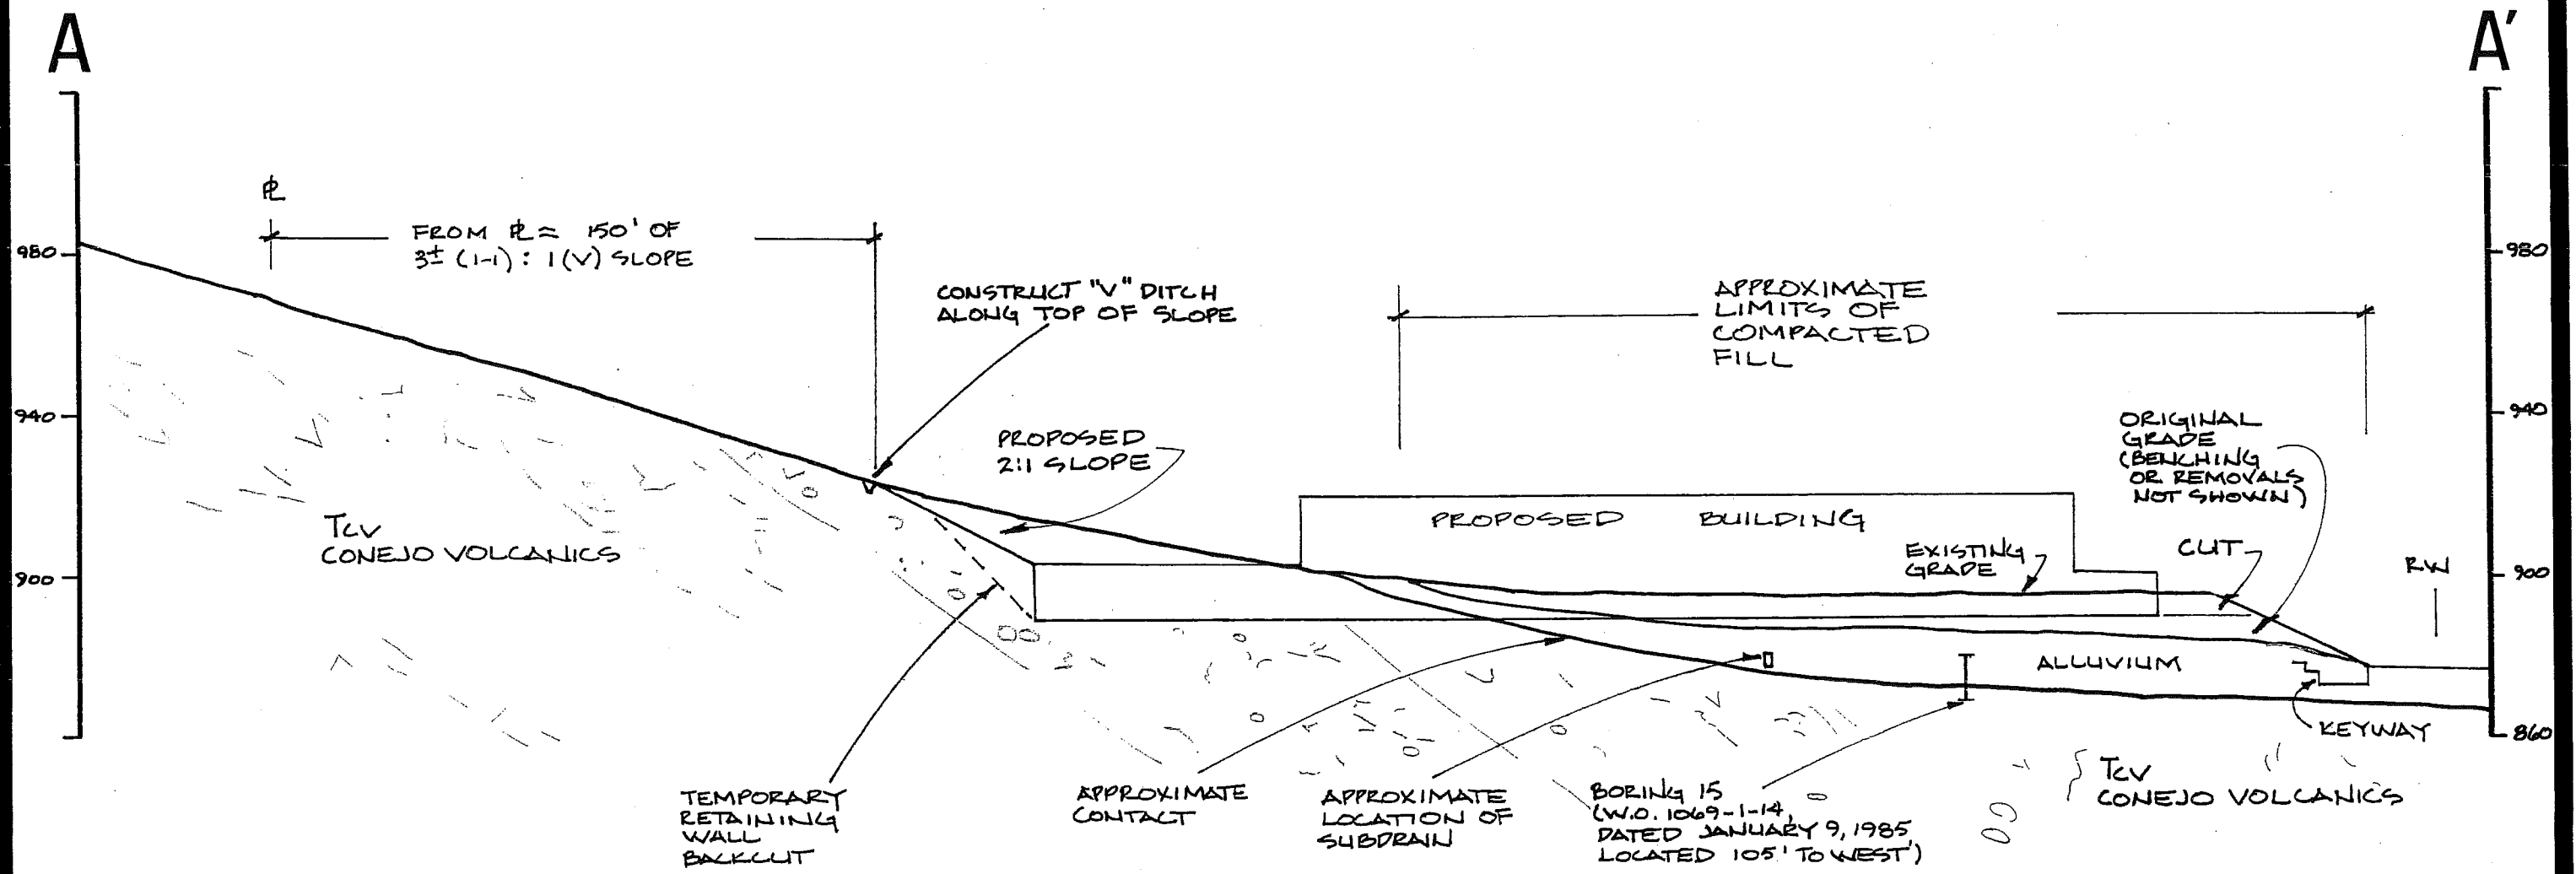 A
A'
980
940
900
980
940
900
860
℄
FROM ℄ ≈ 150' OF
3± (H): 1(V) SLOPE
CONSTRUCT "V" DITCH
ALONG TOP OF SLOPE
PROPOSED
2:1 SLOPE
APPROXIMATE
LIMITS OF
COMPACTED
FILL
ORIGINAL
GRADE
(BENCHING
OR REMOVALS
NOT SHOWN)
PROPOSED BUILDING
EXISTING
GRADE
CUT
RW
Tcv
CONEJO VOLCANICS
ALLUVIUM
KEYWAY
Tcv
CONEJO VOLCANICS
TEMPORARY
RETAINING
WALL
BACKCUT
APPROXIMATE
CONTACT
APPROXIMATE
LOCATION OF
SUBDRAIN
BORING 15
(W.O. 1069-1-14,
DATED JANUARY 9, 1985,
LOCATED 105' TO WEST)